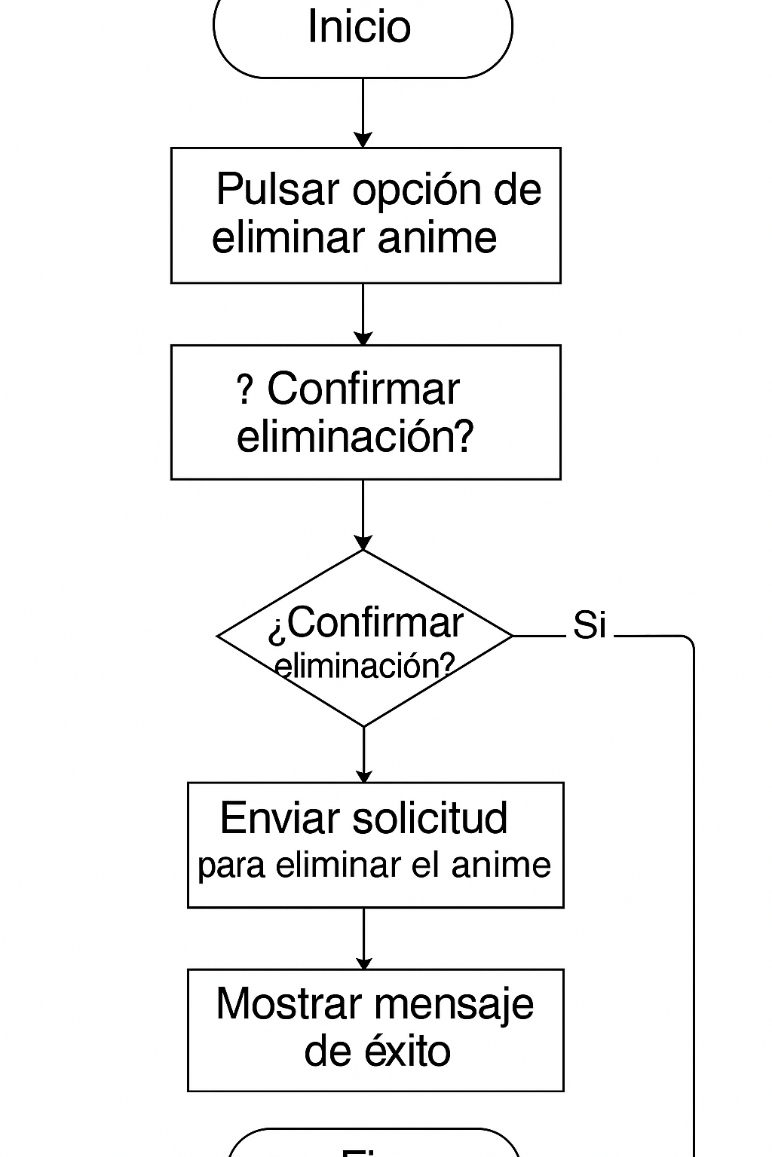 Inicio
Pulsar opción de
eliminar anime
? Confirmar
eliminación?
¿Confirmar
eliminación?
Si
Enviar solicitud
para eliminar el anime
Mostrar mensaje
de éxito